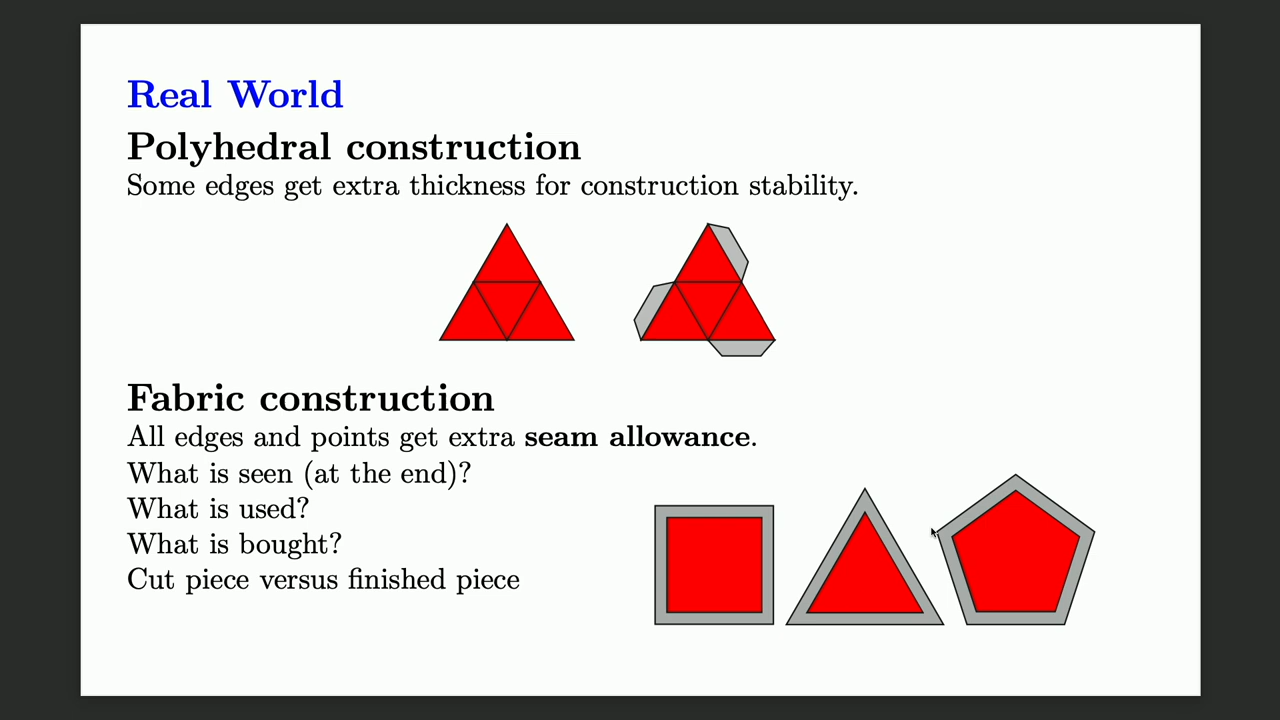 Real World
Polyhedral construction
Some edges get extra thickness for construction stability.
Fabric construction
All edges and points get extra seam allowance.
What is seen (at the end)?
What is used?
What is bought?
Cut piece versus finished piece